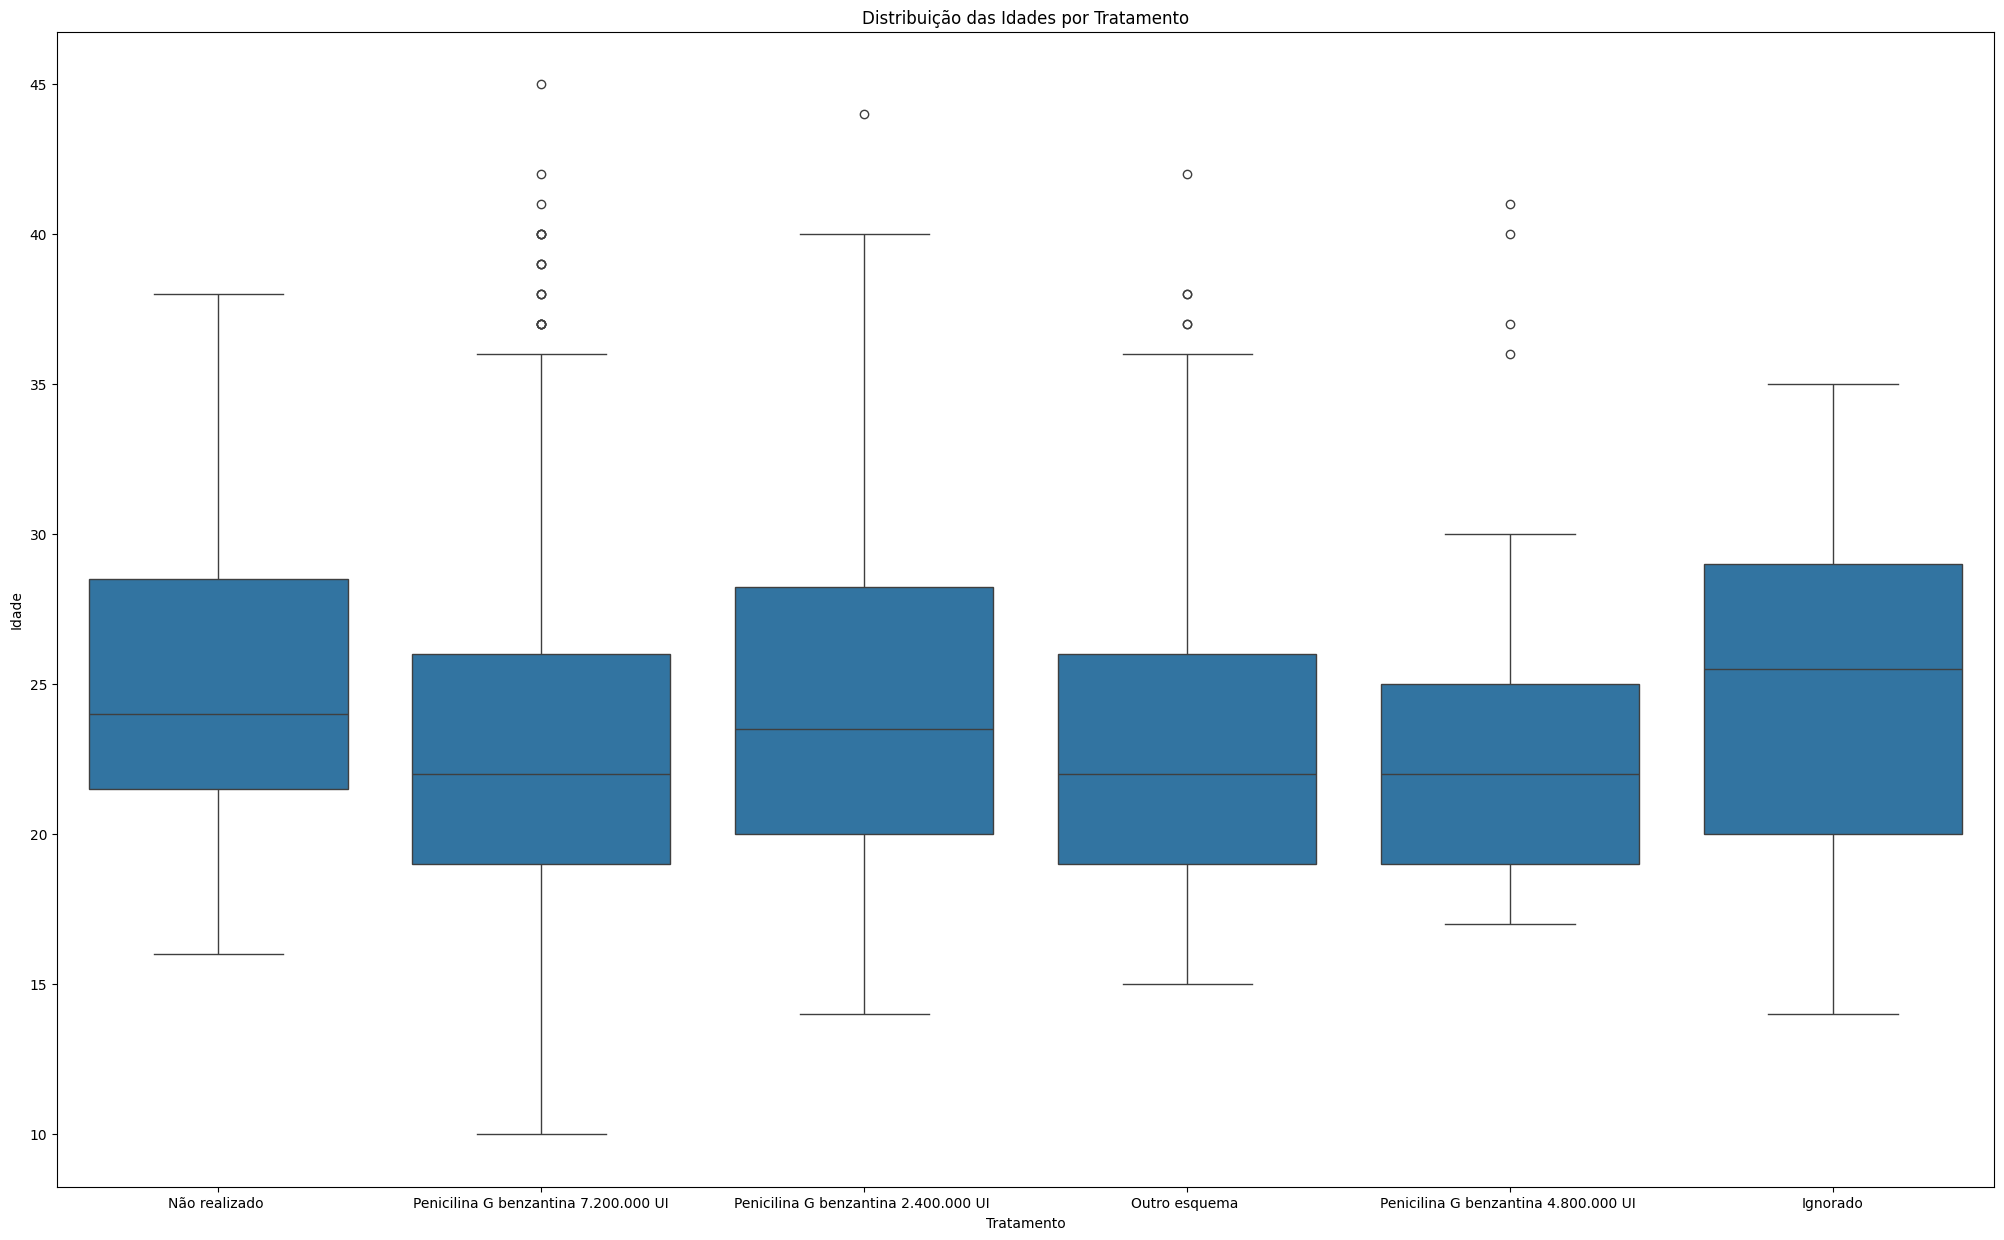 Distribuição das Idades por Tratamento
45
40
35
30
25
20
15
10
Idade
Não realizado
Penicilina G benzantina 7.200.000 UI
Penicilina G benzantina 2.400.000 UI
Outro esquema
Penicilina G benzantina 4.800.000 UI
Ignorado
Tratamento